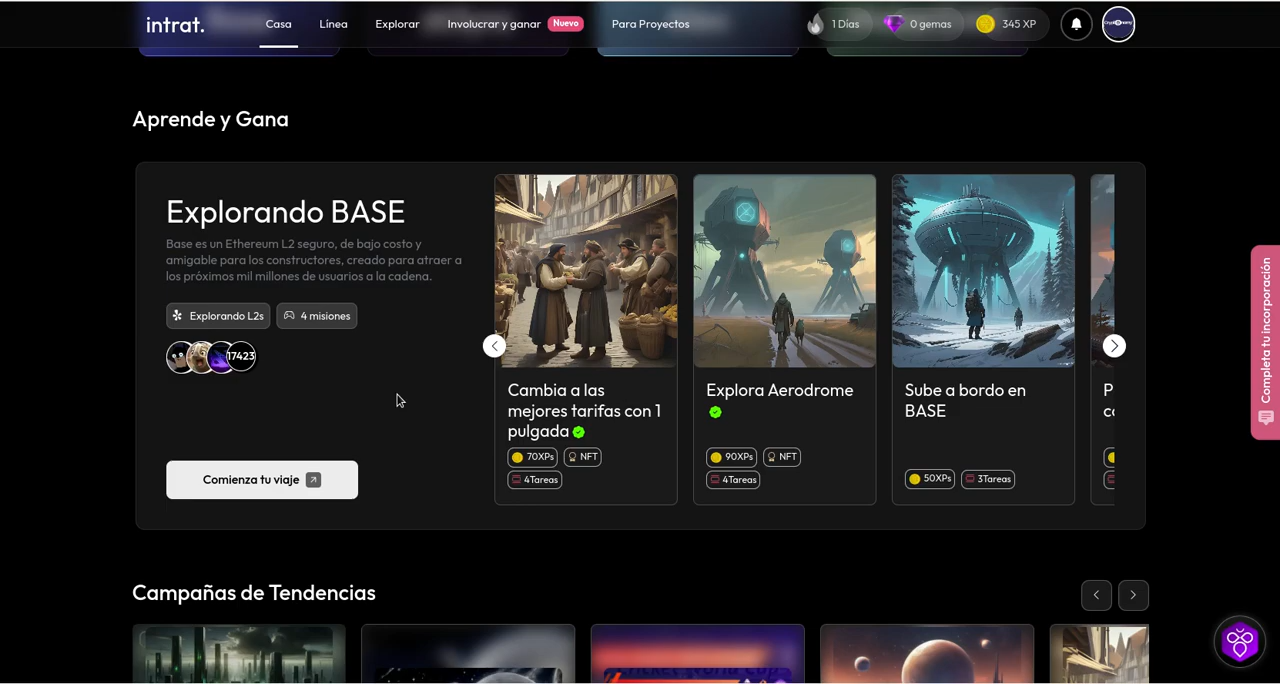 intrat.
Casa
Línea
Explorar
Involucrar y ganar
Nuevo
Para Proyectos
1 Días
0 gemas
345 XP
Aprende y Gana
Explorando BASE
Base es un Ethereum L2 seguro, de bajo costo y
amigable para los constructores, creado para atraer a
los próximos mil millones de usuarios a la cadena.
Explorando L2s
4 misiones
17423
Comienza tu viaje
Cambia a las
mejores tarifas con 1
pulgada
70XPs
NFT
4Tareas
Explora Aerodrome
90XPs
NFT
4Tareas
Sube a bordo en
BASE
50XPs
3Tareas
Completa tu incorporación
Campañas de Tendencias